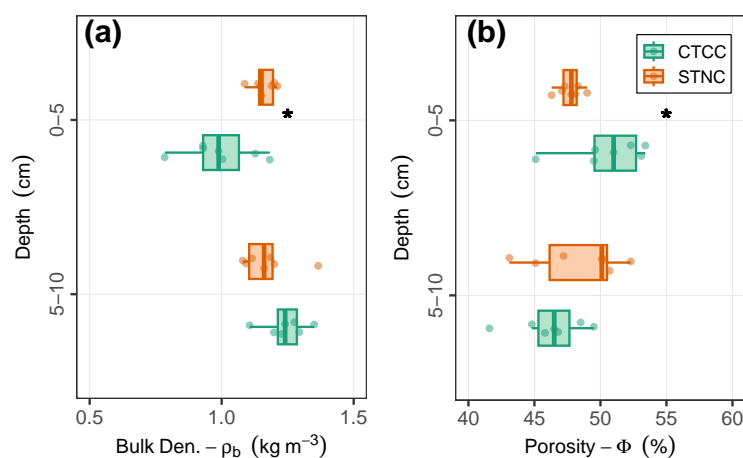 (a)
(b)
CTCC
STNC
*
*
Depth (cm)
0−5
5−10
Depth (cm)
0−5
5−10
0.5 1.0 1.5
40 45 50 55 60
Bulk Den. − ρb (kg m−3)
Porosity − Φ (%)